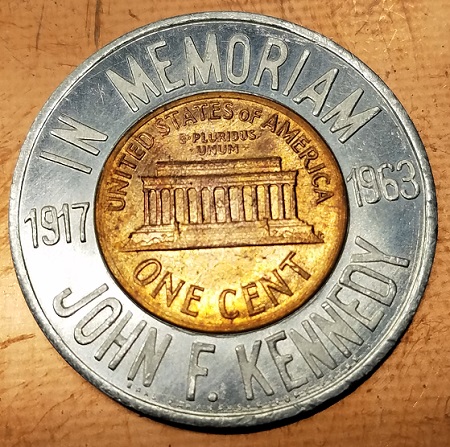 IN MEMORIAM
1917
1963
JOHN F. KENNEDY
UNITED STATES OF AMERICA
E·PLURIBUS
UNUM
ONE CENT